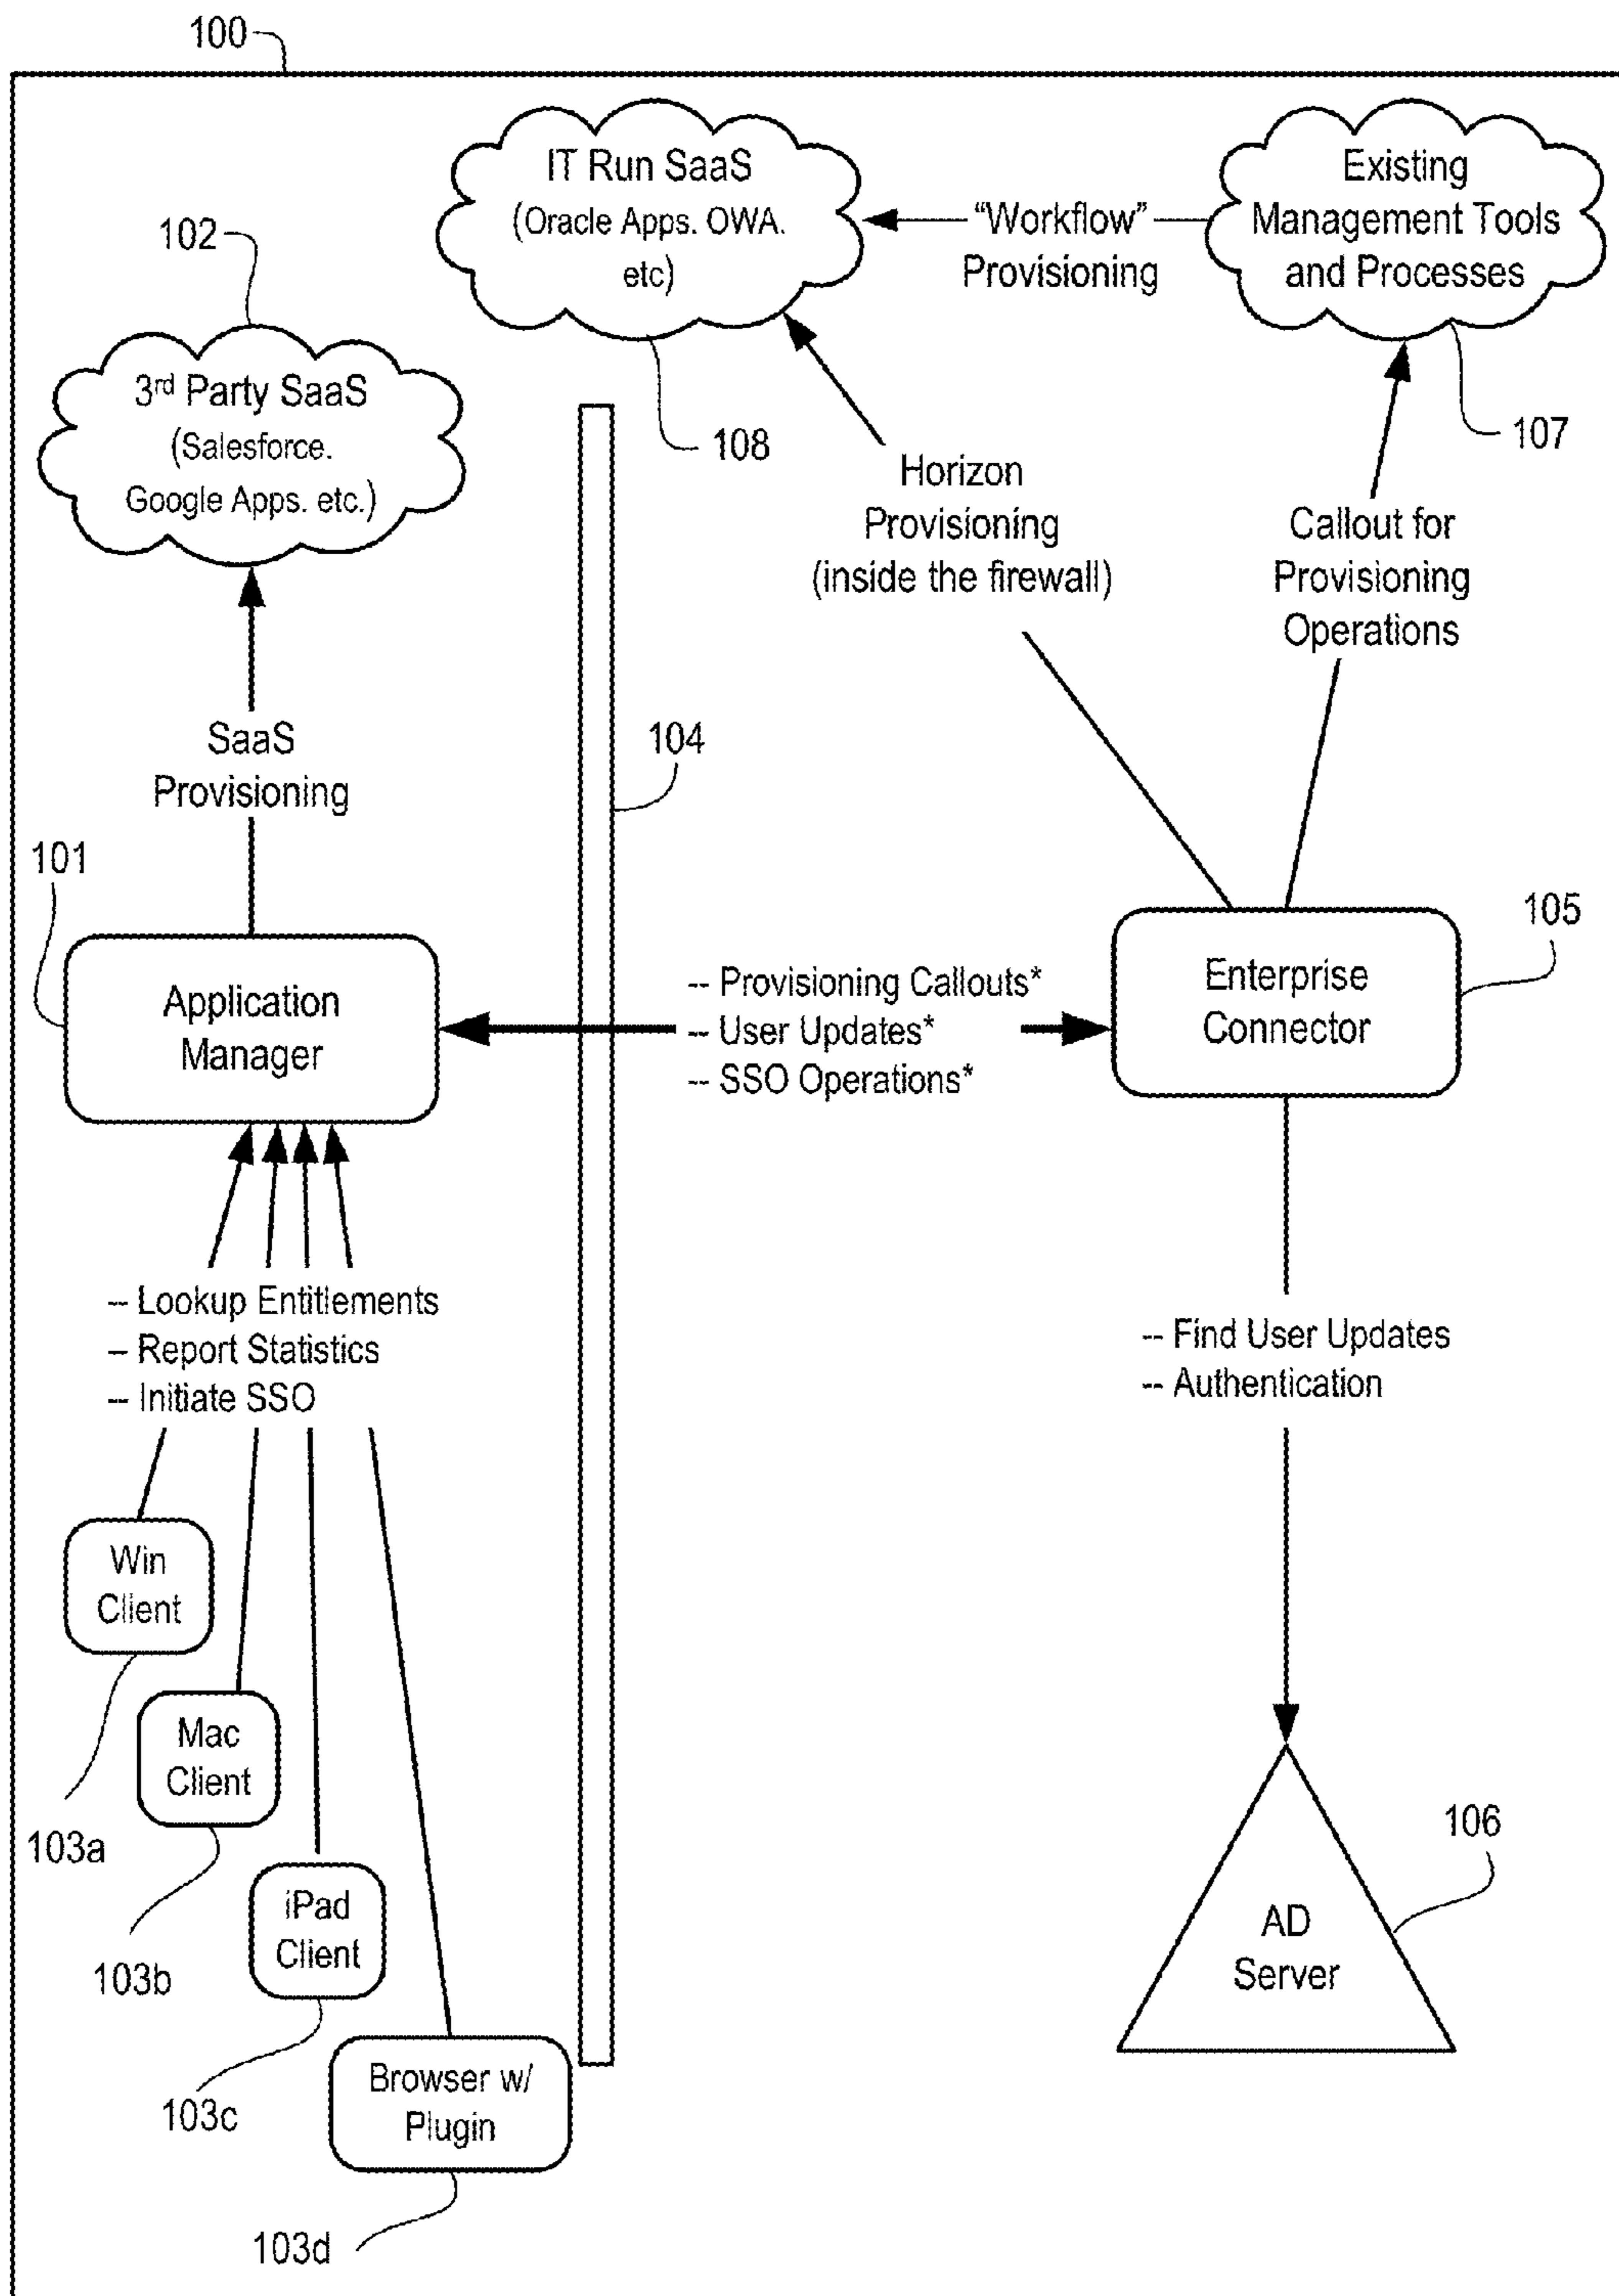 100
IT Run SaaS
(Oracle Apps. OWA.
etc)
108
"Workflow"
Provisioning
Existing
Management Tools
and Processes
107
102
3rd Party SaaS
(Salesforce.
Google Apps. etc.)
Horizon
Provisioning
(inside the firewall)
Callout for
Provisioning
Operations
SaaS
Provisioning
104
101
Application
Manager
-- Provisioning Callouts*
-- User Updates*
-- SSO Operations*
Enterprise
Connector
105
-- Lookup Entitlements
-- Report Statistics
-- Initiate SSO
-- Find User Updates
-- Authentication
Win
Client
103a
Mac
Client
103b
iPad
Client
103c
Browser w/
Plugin
103d
AD
Server
106